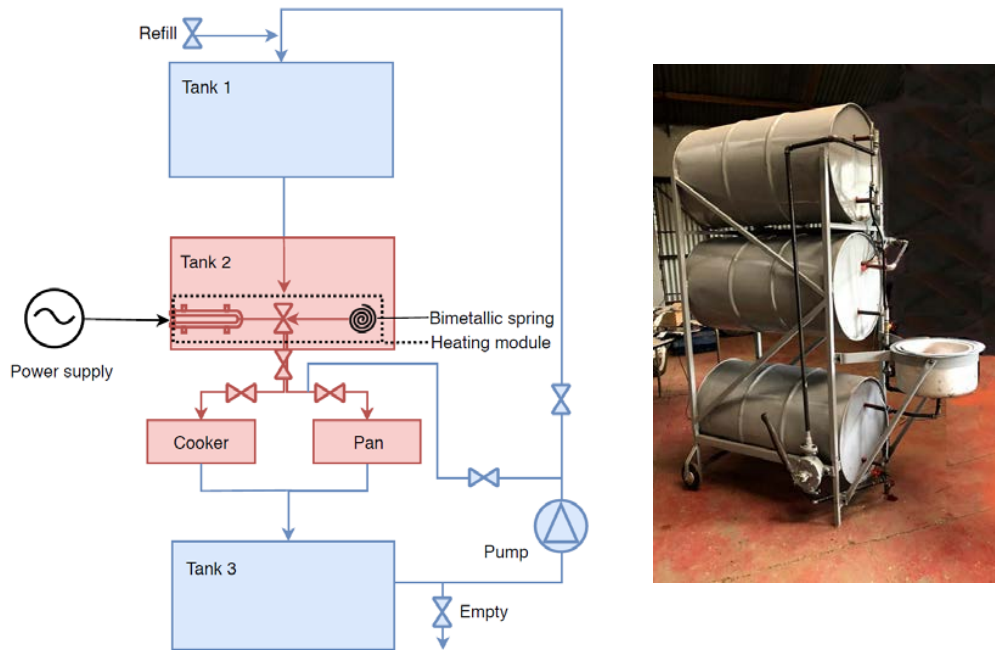 Refill
Tank 1
Tank 2
Bimetallic spring
Heating module
Power supply
Cooker
Pan
Pump
Tank 3
Empty